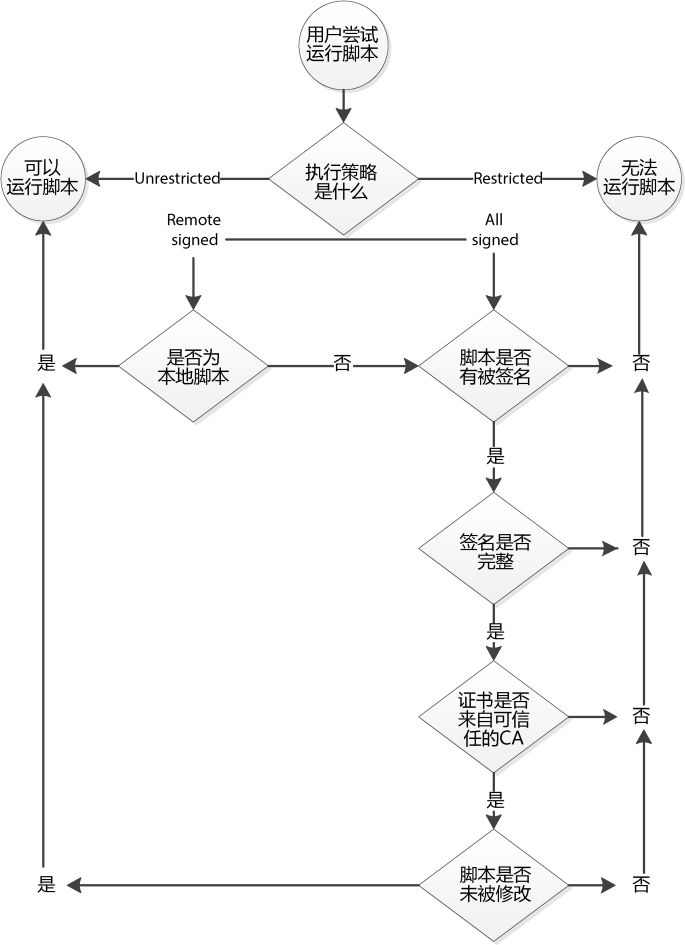 用户尝试
运行脚本
可以
运行脚本
Unrestricted
执行策略
是什么
Restricted
无法
运行脚本
Remote
signed
All
signed
是
是否为
本地脚本
否
脚本是否
有被签名
否
是
签名是否
完整
否
是
证书是否
来自可信
任的CA
否
是
是
脚本是否
未被修改
否